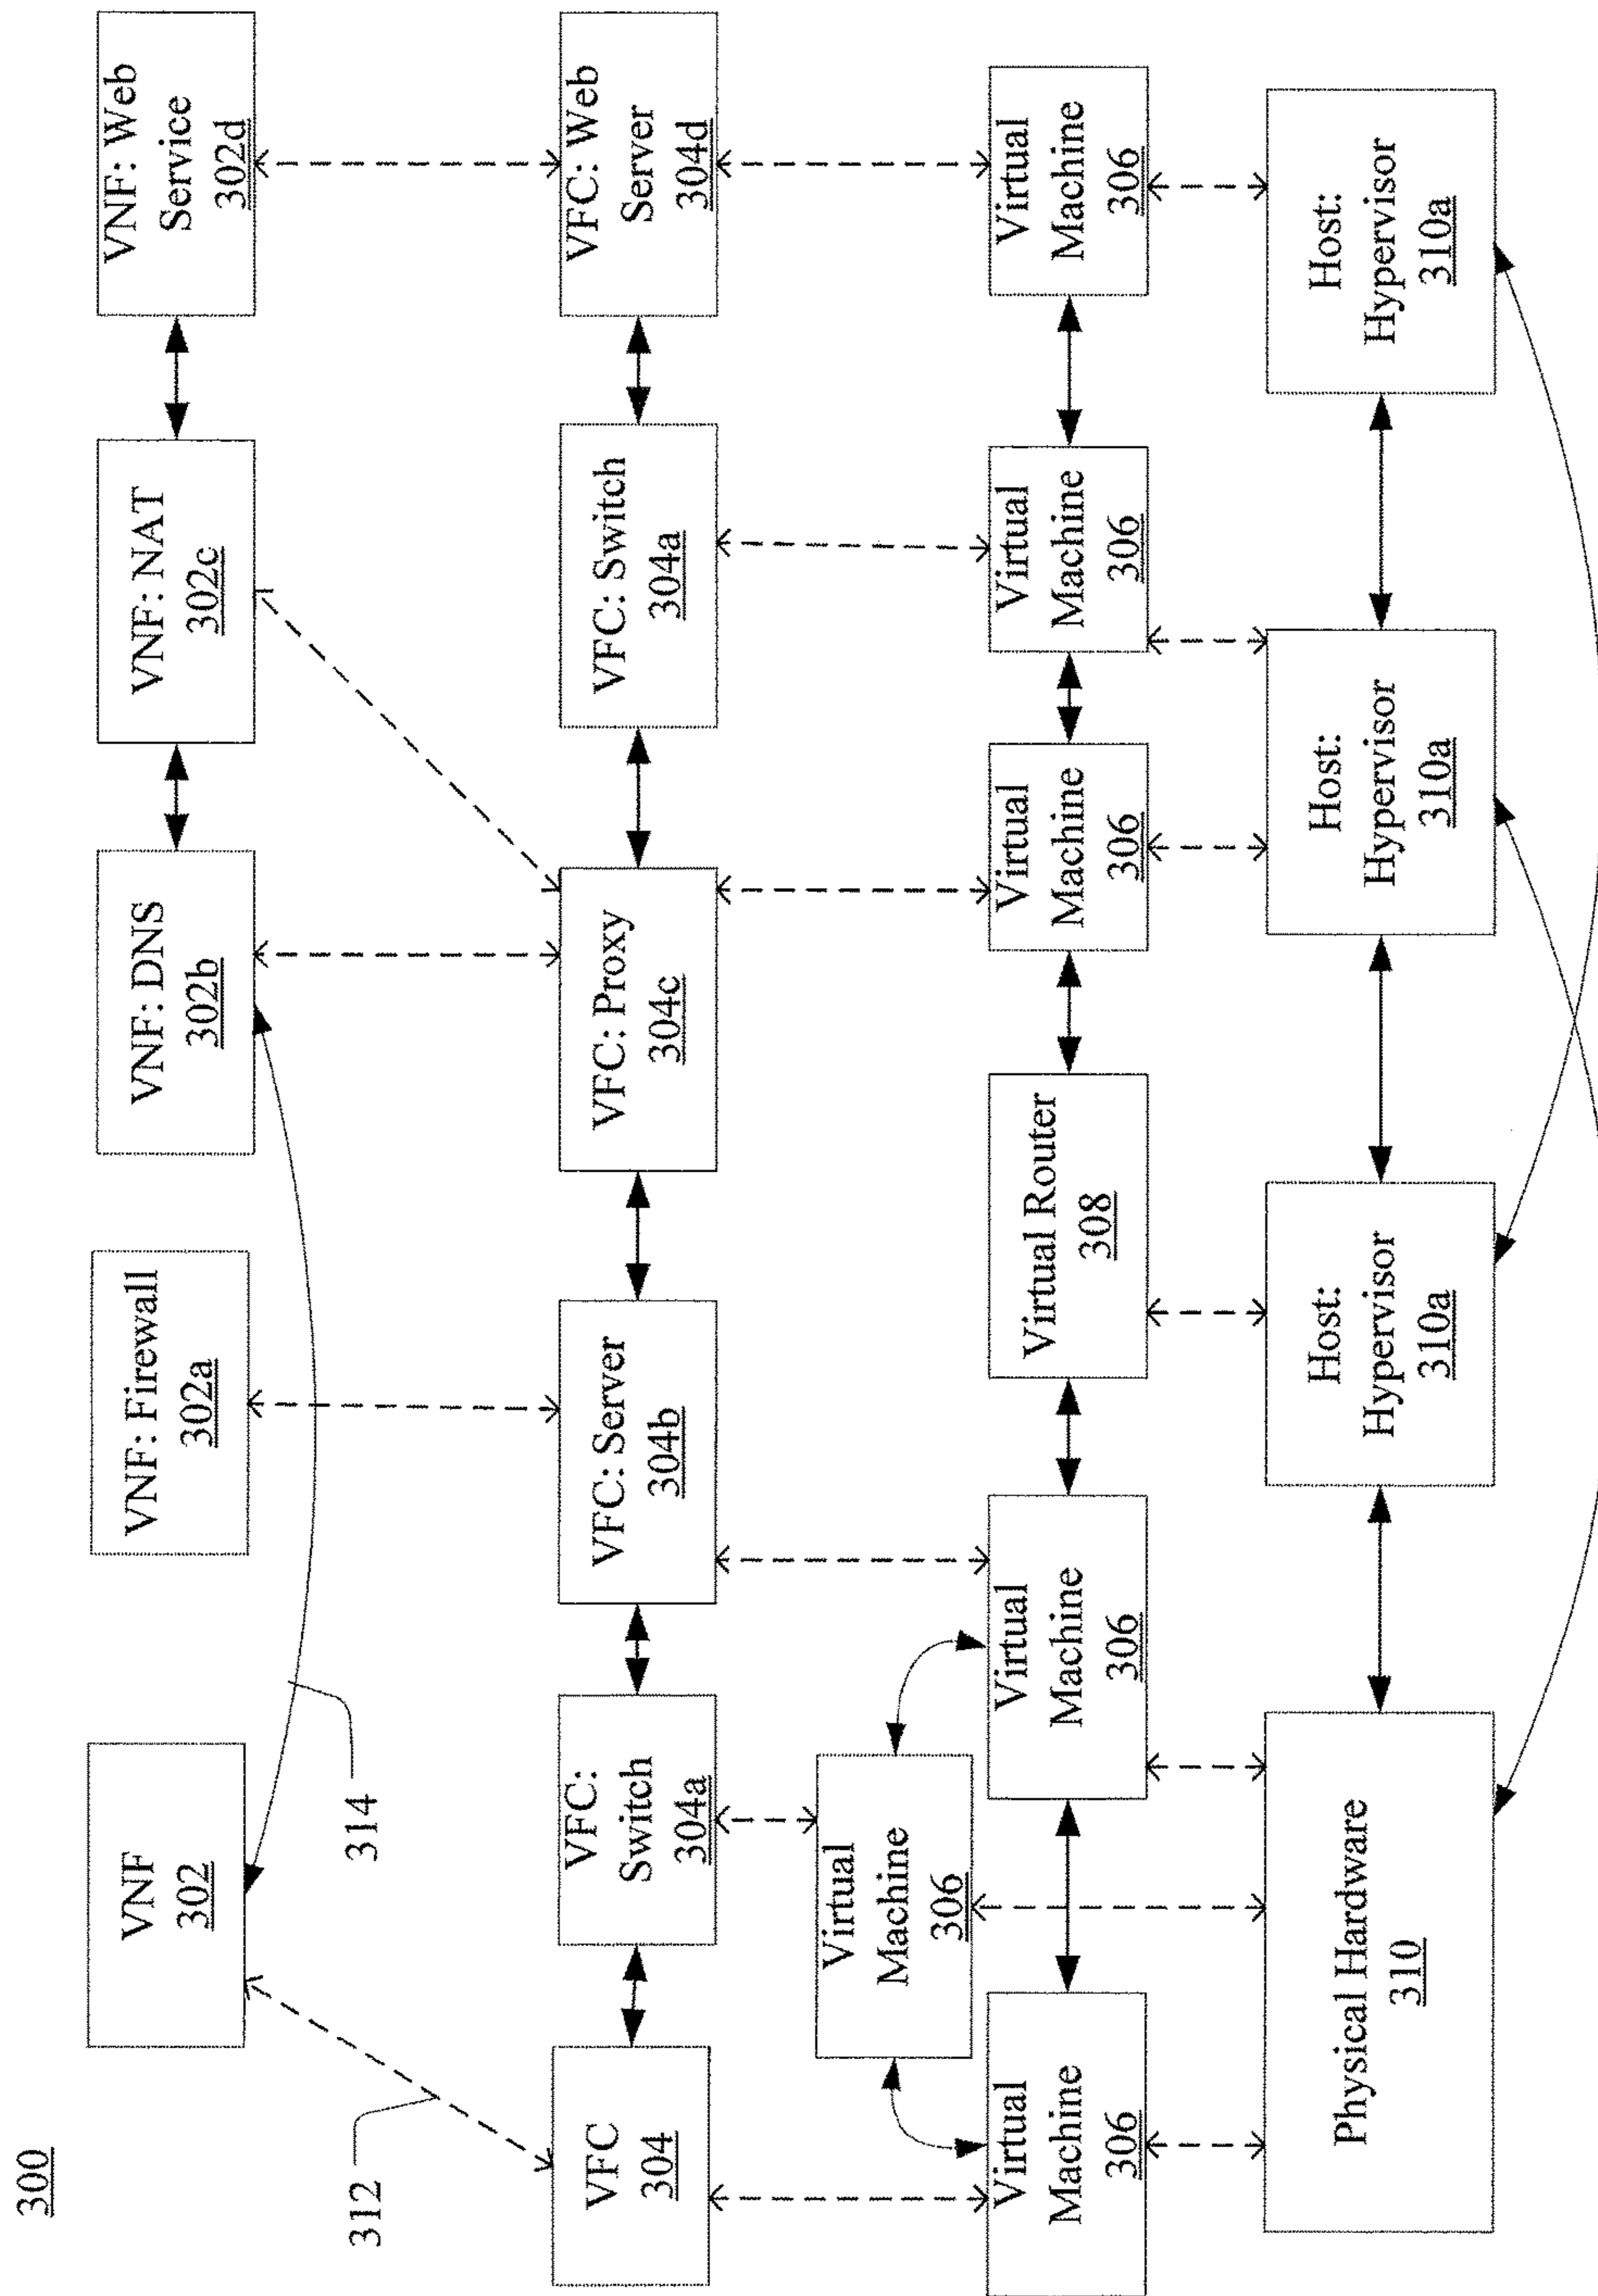 300
VNF
302
VNF: Firewall
302a
VNF: DNS
302b
VNF: NAT
302c
VNF: Web
Service
302d
312
314
VFC
304
VFC:
Switch
304a
VFC: Server
304b
VFC: Proxy
304c
VFC: Switch
304a
VFC: Web
Server
304d
Virtual
Machine
306
Virtual
Machine
306
Virtual
Machine
306
Virtual Router
308
Virtual
Machine
306
Virtual
Machine
306
Virtual
Machine
306
Physical Hardware
310
Host:
Hypervisor
310a
Host:
Hypervisor
310a
Host:
Hypervisor
310a